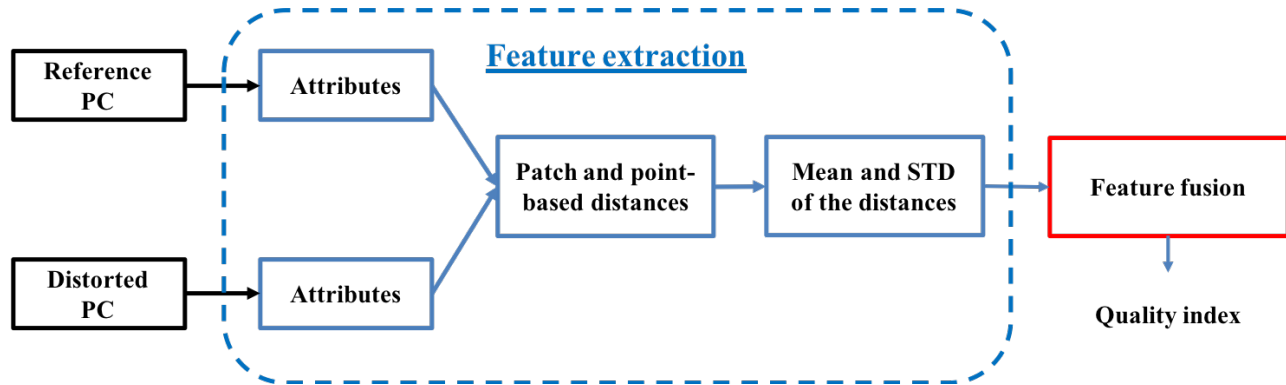 Feature extraction
Reference
PC
Attributes
Patch and point-
based distances
Mean and STD
of the distances
Feature fusion
Distorted
PC
Attributes
Quality index